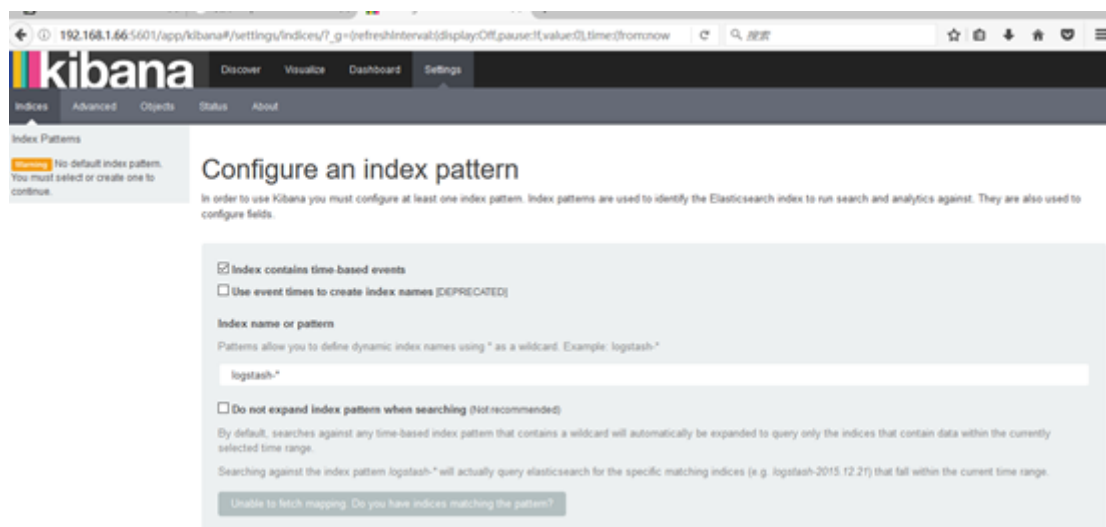 192.168.1.66:5601/app/kibana#/settings/indices/?_g=(refreshInterval:(display:Off,pause:!f,value:0),time:(from:now
搜索
kibana
Discover Visualize Dashboard Settings
Indices Advanced Objects Status About
Index Patterns
Warning No default index pattern.
You must select or create one to
continue.
Configure an index pattern
In order to use Kibana you must configure at least one index pattern. Index patterns are used to identify the Elasticsearch index to run search and analytics against. They are also used to
configure fields.
Index contains time-based events
Use event times to create index names [DEPRECATED]
Index name or pattern
Patterns allow you to define dynamic index names using * as a wildcard. Example: logstash-*
logstash-*
Do not expand index pattern when searching (Not recommended)
By default, searches against any time-based index pattern that contains a wildcard will automatically be expanded to query only the indices that contain data within the currently
selected time range.
Searching against the index pattern logstash-* will actually query elasticsearch for the specific matching indices (e.g. logstash-2015.12.21) that fall within the current time range.
Unable to fetch mapping. Do you have indices matching the pattern?